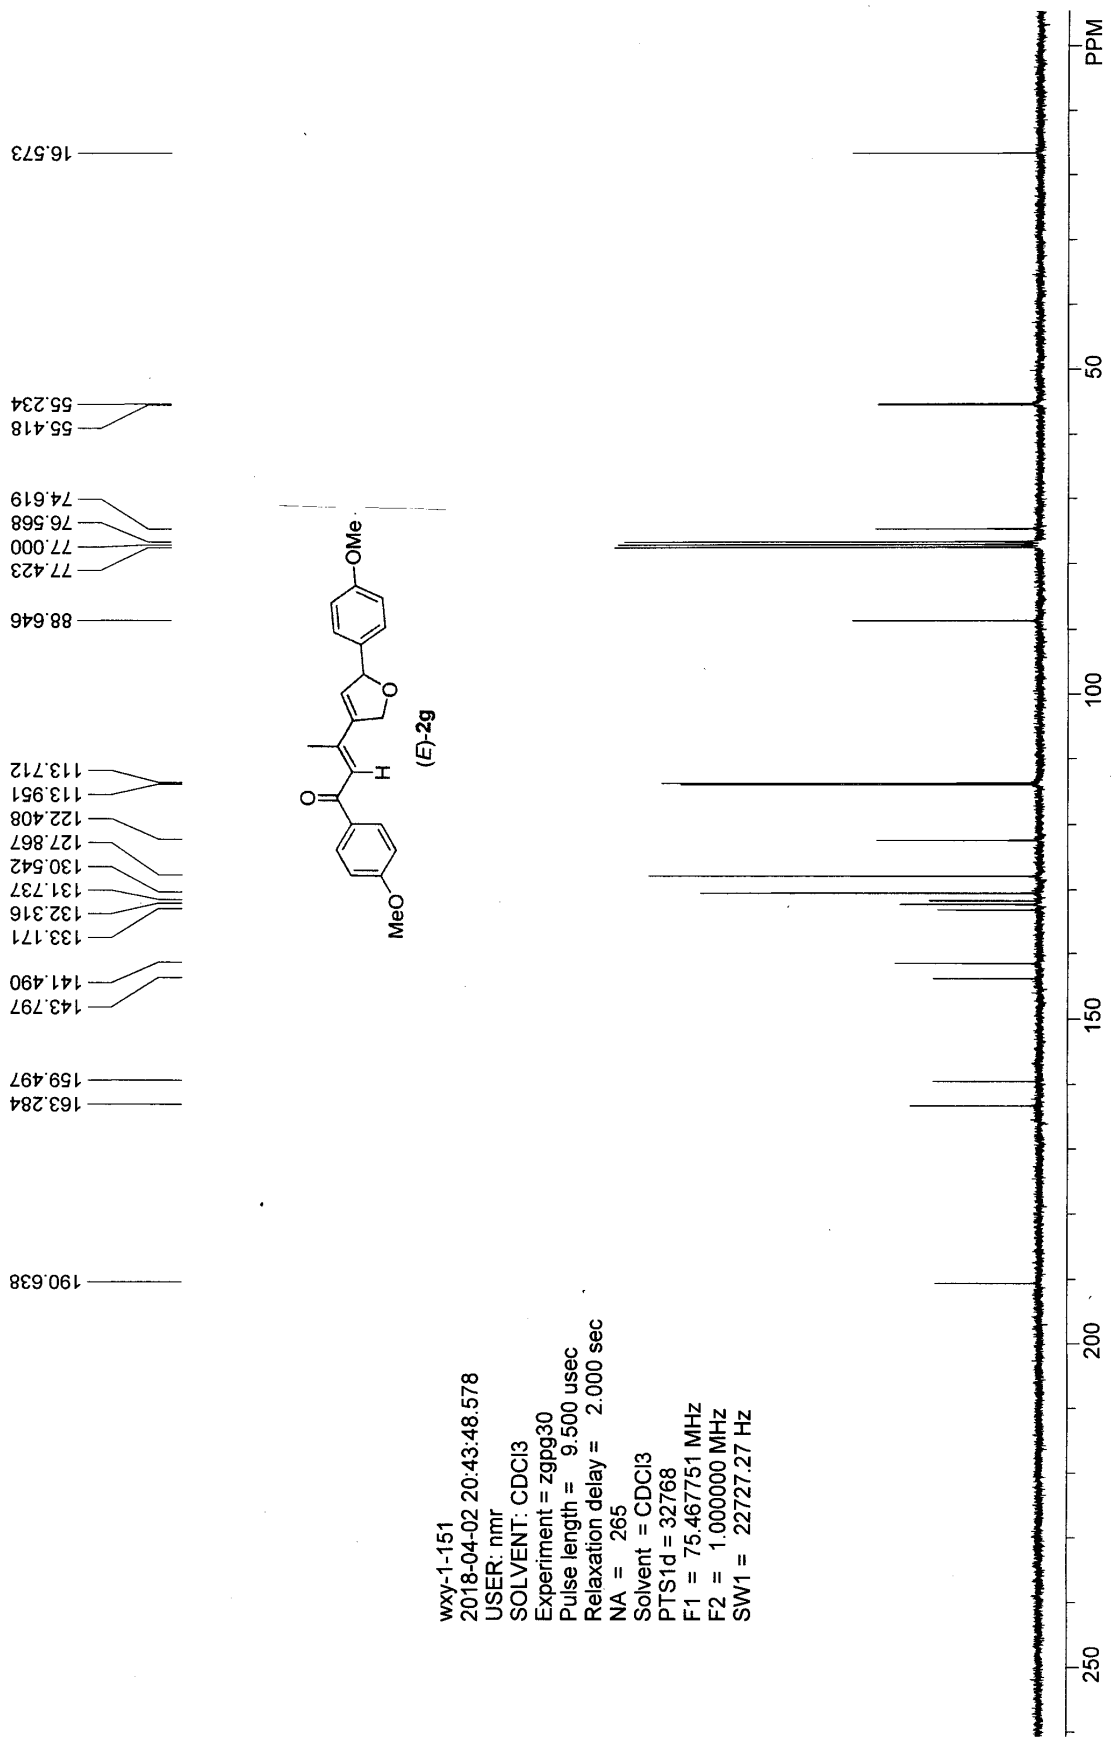 16.573
55.234
55.418
74.619
76.568
77.000
77.423
88.646
113.712
113.951
122.408
127.867
130.542
131.737
132.316
133.171
141.490
143.797
159.497
163.284
190.638
O
H
MeO
O
OMe
(E)-2g
wxy-1-151
2018-04-02 20:43:48.578
USER: nmr
SOLVENT: CDCl3
Experiment = zgpg30
Pulse length = 9.500 usec
Relaxation delay = 2.000 sec
NA = 265
Solvent = CDCl3
PTS1d = 32768
F1 = 75.467751 MHz
F2 = 1.000000 MHz
SW1 = 22727.27 Hz
250
200
150
100
50
PPM